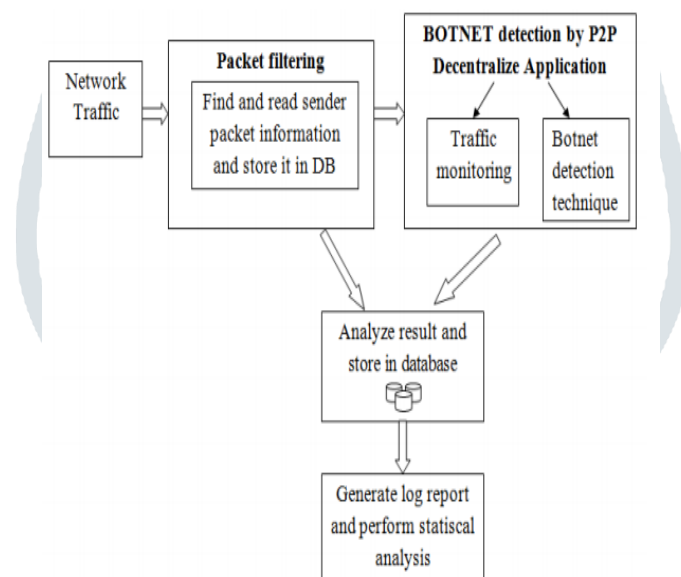 Network
Traffic
Packet filtering
Find and read sender
packet information
and store it in DB
BOTNET detection by P2P
Decentralize Application
Traffic
monitoring
Botnet
detection
technique
Analyze result and
store in database
Generate log report
and perform statiscal
analysis